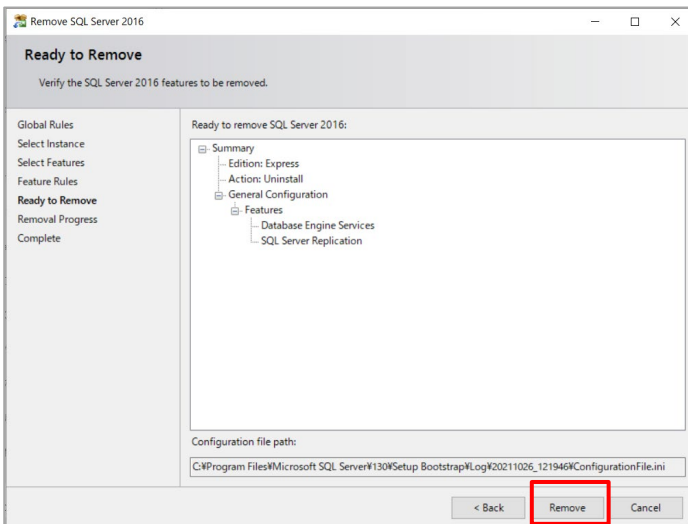 Remove SQL Server 2016
Ready to Remove
Verify the SQL Server 2016 features to be removed.
Global Rules
Select Instance
Select Features
Feature Rules
Ready to Remove
Removal Progress
Complete
Ready to remove SQL Server 2016:
Summary
Edition: Express
Action: Uninstall
General Configuration
Features
Database Engine Services
SQL Server Replication
Configuration file path:
C:¥Program Files¥Microsoft SQL Server¥130¥Setup Bootstrap¥Log¥20211026_121946¥ConfigurationFile.ini
< Back Remove Cancel